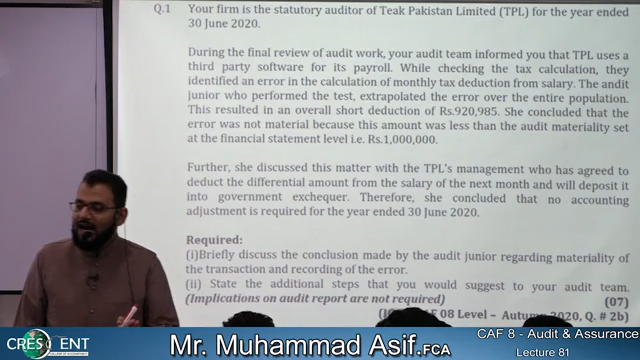 Q.1 Your firm is the statutory auditor of Teak Pakistan Limited (TPL) for the year ended
30 June 2020.
During the final review of audit work, your audit team informed you that TPL uses a
third party software for its payroll. While checking the tax calculation, they
identified an error in the calculation of monthly tax deduction from salary. The audit
junior who performed the test, extrapolated the error over the entire population.
This resulted in an overall short deduction of Rs.920,985. She concluded that the
error was not material because this amount was less than the audit materiality set
at the financial statement level i.e. Rs.1,000,000.
Further, she discussed this matter with the TPL's management who has agreed to
deduct the differential amount from the salary of the next month and will deposit it
into government exchequer. Therefore, she concluded that no accounting
adjustment is required for the year ended 30 June 2020.
Required:
(i)Briefly discuss the conclusion made by the audit junior regarding materiality of
the transaction and recording of the error.
(ii) State the additional steps that you would suggest to your audit team.
(Implications on audit report are not required) (07)
08 Level – Autumn 2020, Q. # 2b)
CRESCENT
COLLEGE OF ACCOUNTANCY
Mr. Muhammad Asif.FCA
CAF 8 - Audit & Assurance
Lecture 81